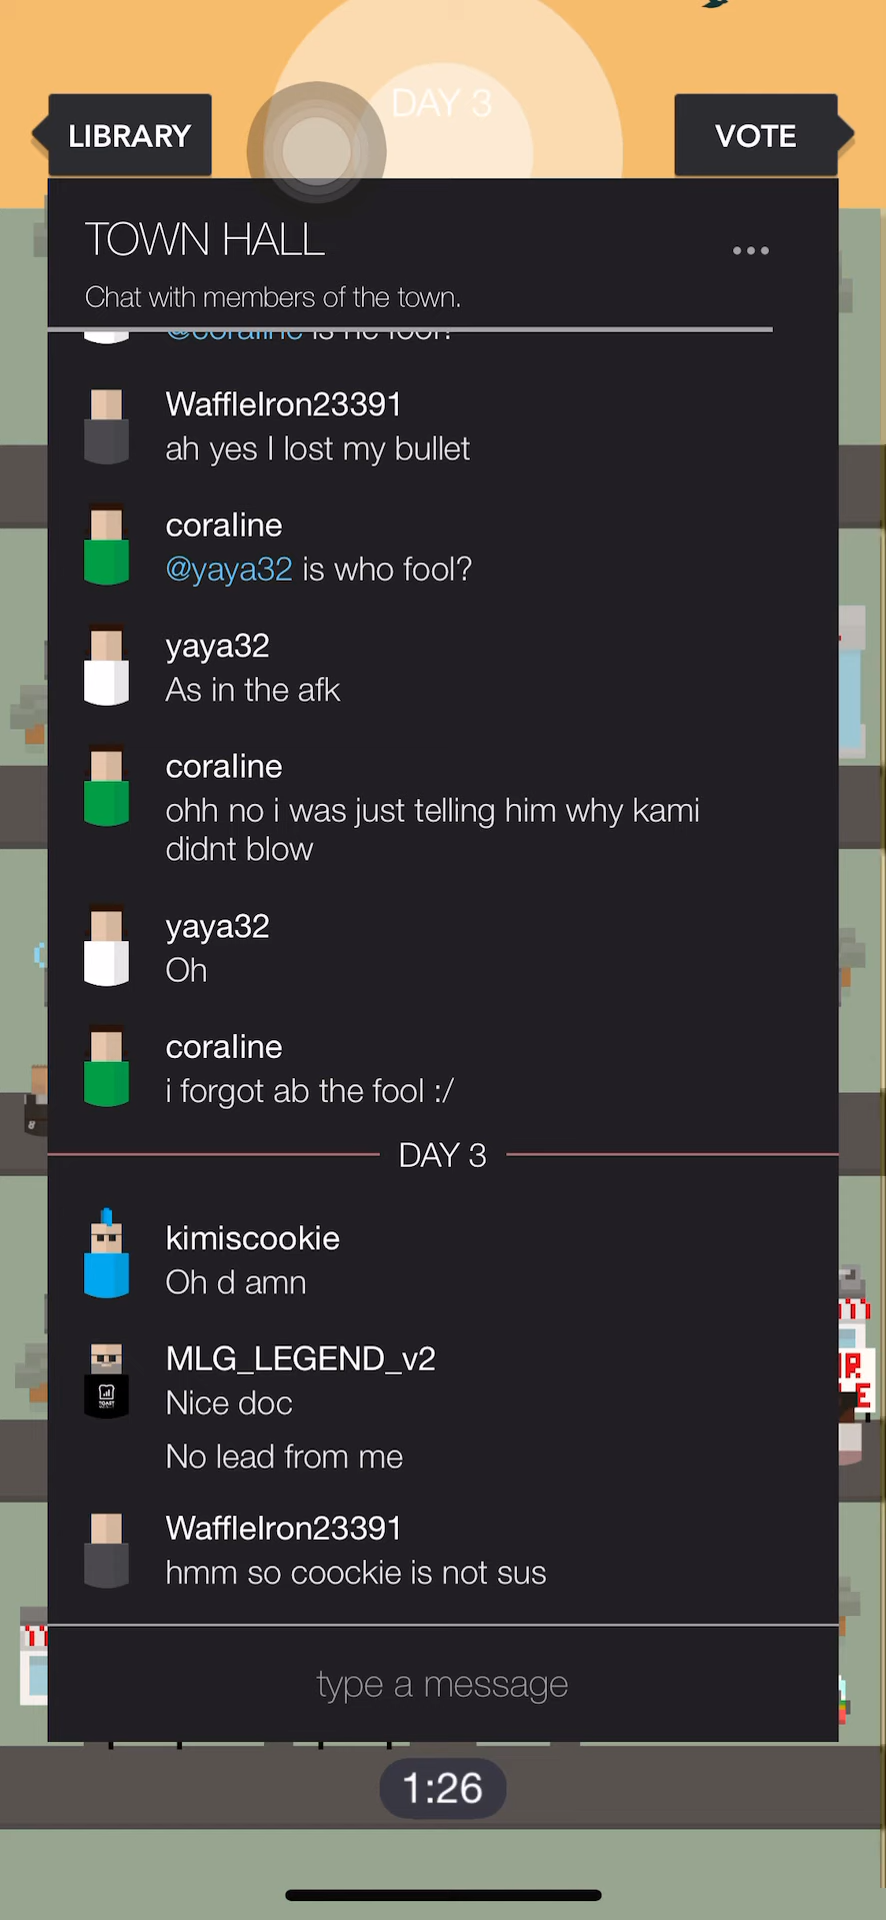 DAY 3
LIBRARY
VOTE
TOWN HALL
Chat with members of the town.
WaffleIron23391
ah yes I lost my bullet
coraline
@yaya32 is who fool?
yaya32
As in the afk
coraline
ohh no i was just telling him why kami
didnt blow
yaya32
Oh
coraline
i forgot ab the fool :/
DAY 3
kimiscookie
Oh d amn
MLG_LEGEND_v2
Nice doc
No lead from me
WaffleIron23391
hmm so coockie is not sus
type a message
1:26